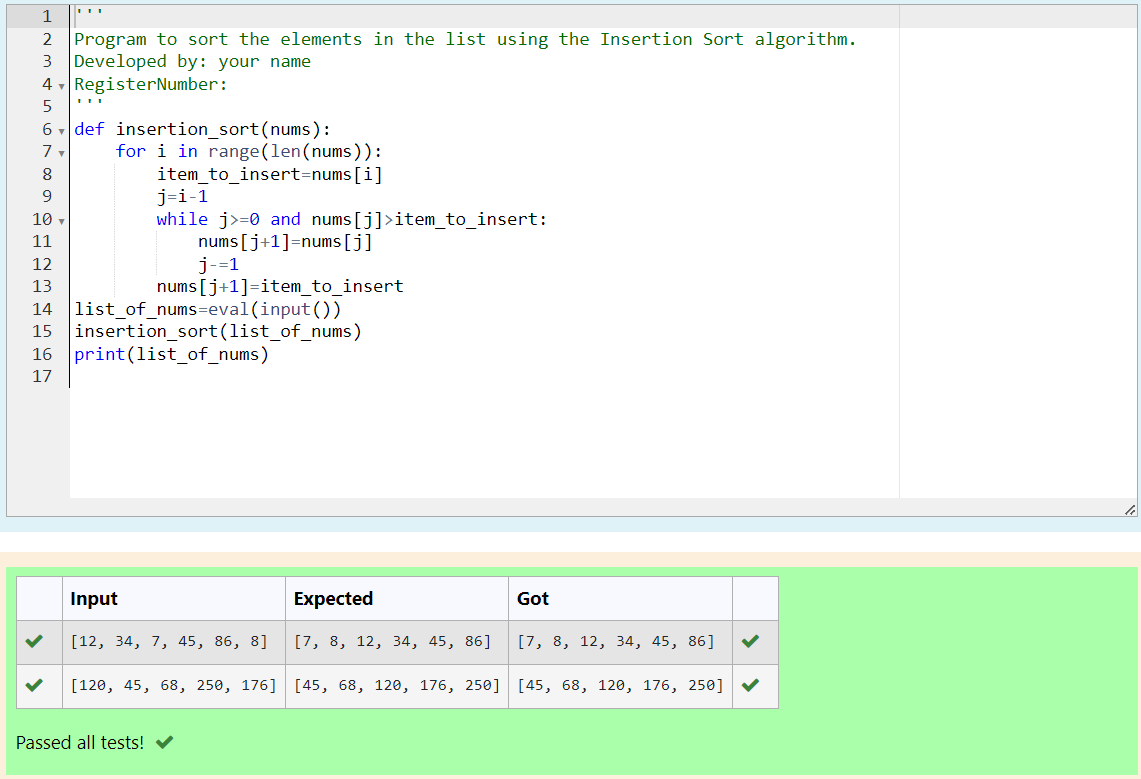 1 '''
2 Program to sort the elements in the list using the Insertion Sort algorithm.
3 Developed by: your name
4 RegisterNumber:
5 '''
6 def insertion_sort(nums):
7     for i in range(len(nums)):
8         item_to_insert=nums[i]
9         j=i-1
10         while j>=0 and nums[j]>item_to_insert:
11             nums[j+1]=nums[j]
12             j-=1
13         nums[j+1]=item_to_insert
14 list_of_nums=eval(input())
15 insertion_sort(list_of_nums)
16 print(list_of_nums)
17
Input Expected Got
[12, 34, 7, 45, 86, 8] [7, 8, 12, 34, 45, 86] [7, 8, 12, 34, 45, 86]
[120, 45, 68, 250, 176] [45, 68, 120, 176, 250] [45, 68, 120, 176, 250]
Passed all tests!